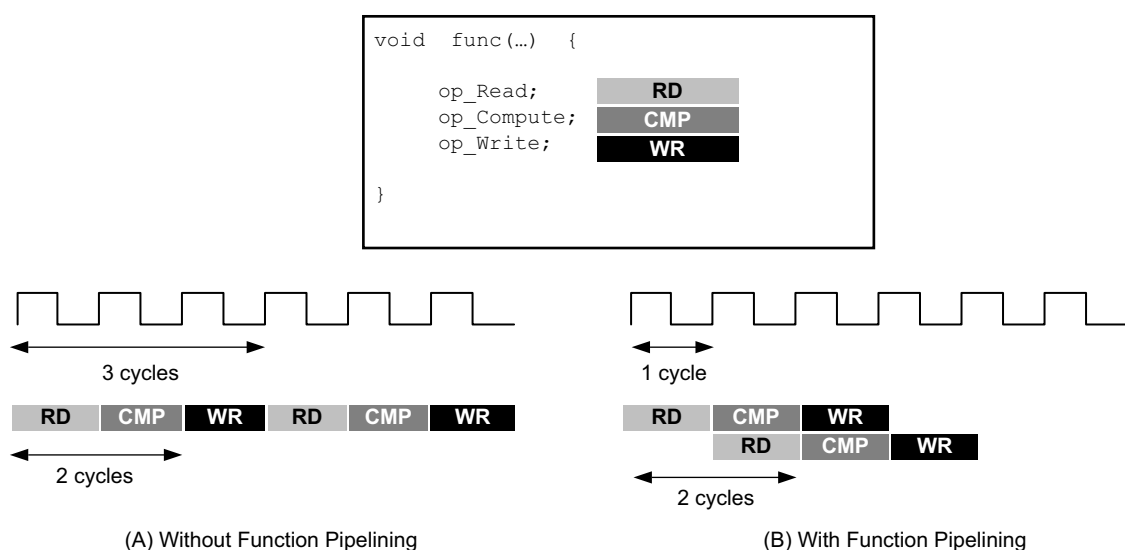 void func(…) {
op_Read; RD
op_Compute; CMP
op_Write; WR
}
3 cycles
RD CMP WR RD CMP WR
2 cycles
(A) Without Function Pipelining
1 cycle
RD CMP WR
RD CMP WR
2 cycles
(B) With Function Pipelining